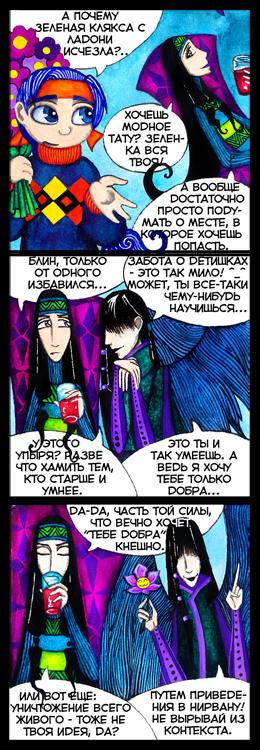 А ПОЧЕМУ
ЗЕЛЕНАЯ КЛЯКСА С
ЛАДОНИ
ИСЧЕЗЛА?..
ХОЧЕШЬ
МОДНОЕ
ТАТУ? ЗЕЛЕН-
КА ВСЯ
ТВОЯ!
А ВООБЩЕ
ДОСТАТОЧНО
ПРОСТО ПОДУ-
МАТЬ О МЕСТЕ, В
КОТОРОЕ ХОЧЕШЬ
ПОПАСТЬ.
БЛИН, ТОЛЬКО
ОТ ОДНОГО
ИЗБАВИЛСЯ...
ЗАБОТА О ДЕТИШКАХ
- ЭТО ТАК МИЛО! ^_^
МОЖЕТ, ТЫ ВСЕ-ТАКИ
ЧЕМУ-НИБУДЬ
НАУЧИШЬСЯ...
У ЭТОГО
УПЫРЯ? РАЗВЕ
ЧТО ХАМИТЬ ТЕМ,
КТО СТАРШЕ И
УМНЕЕ.
ЭТО ТЫ И
ТАК УМЕЕШЬ. А
ВЕДЬ Я ХОЧУ
ТЕБЕ ТОЛЬКО
ДОБРА...
ДА-ДА, ЧАСТЬ ТОЙ СИЛЫ,
ЧТО ВЕЧНО ХОЧЕТ
"ТЕБЕ ДОБРА"
КНЕШНО.
ИЛИ ВОТ ЕЩЕ:
УНИЧТОЖЕНИЕ ВСЕГО
ЖИВОГО - ТОЖЕ НЕ
ТВОЯ ИДЕЯ, ДА?
ПУТЕМ ПРИВЕДЕ-
НИЯ В НИРВАНУ!
НЕ ВЫРЫВАЙ ИЗ
КОНТЕКСТА.